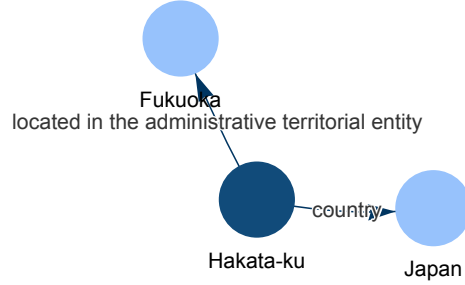 Fukuoka
located in the administrative territorial entity
country
Hakata-ku
Japan